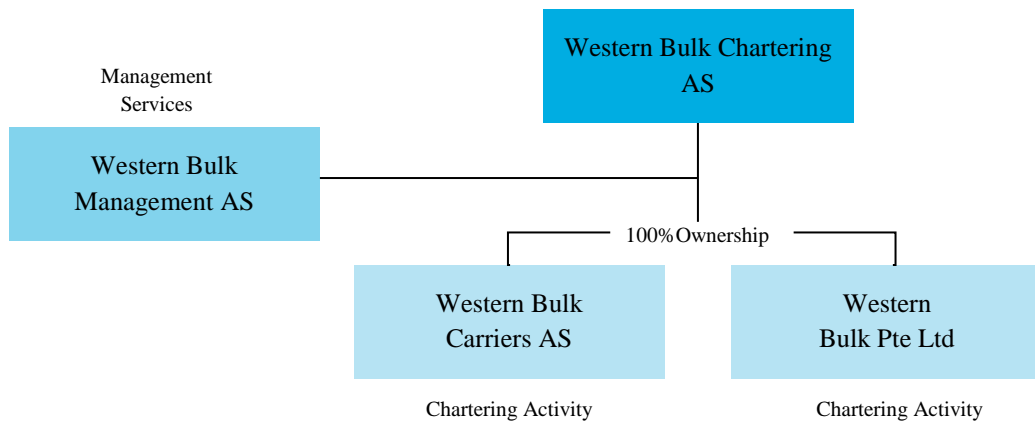 Western Bulk Chartering
AS
Management
Services
Western Bulk
Management AS
100% Ownership
Western Bulk
Carriers AS
Western
Bulk Pte Ltd
Chartering Activity
Chartering Activity